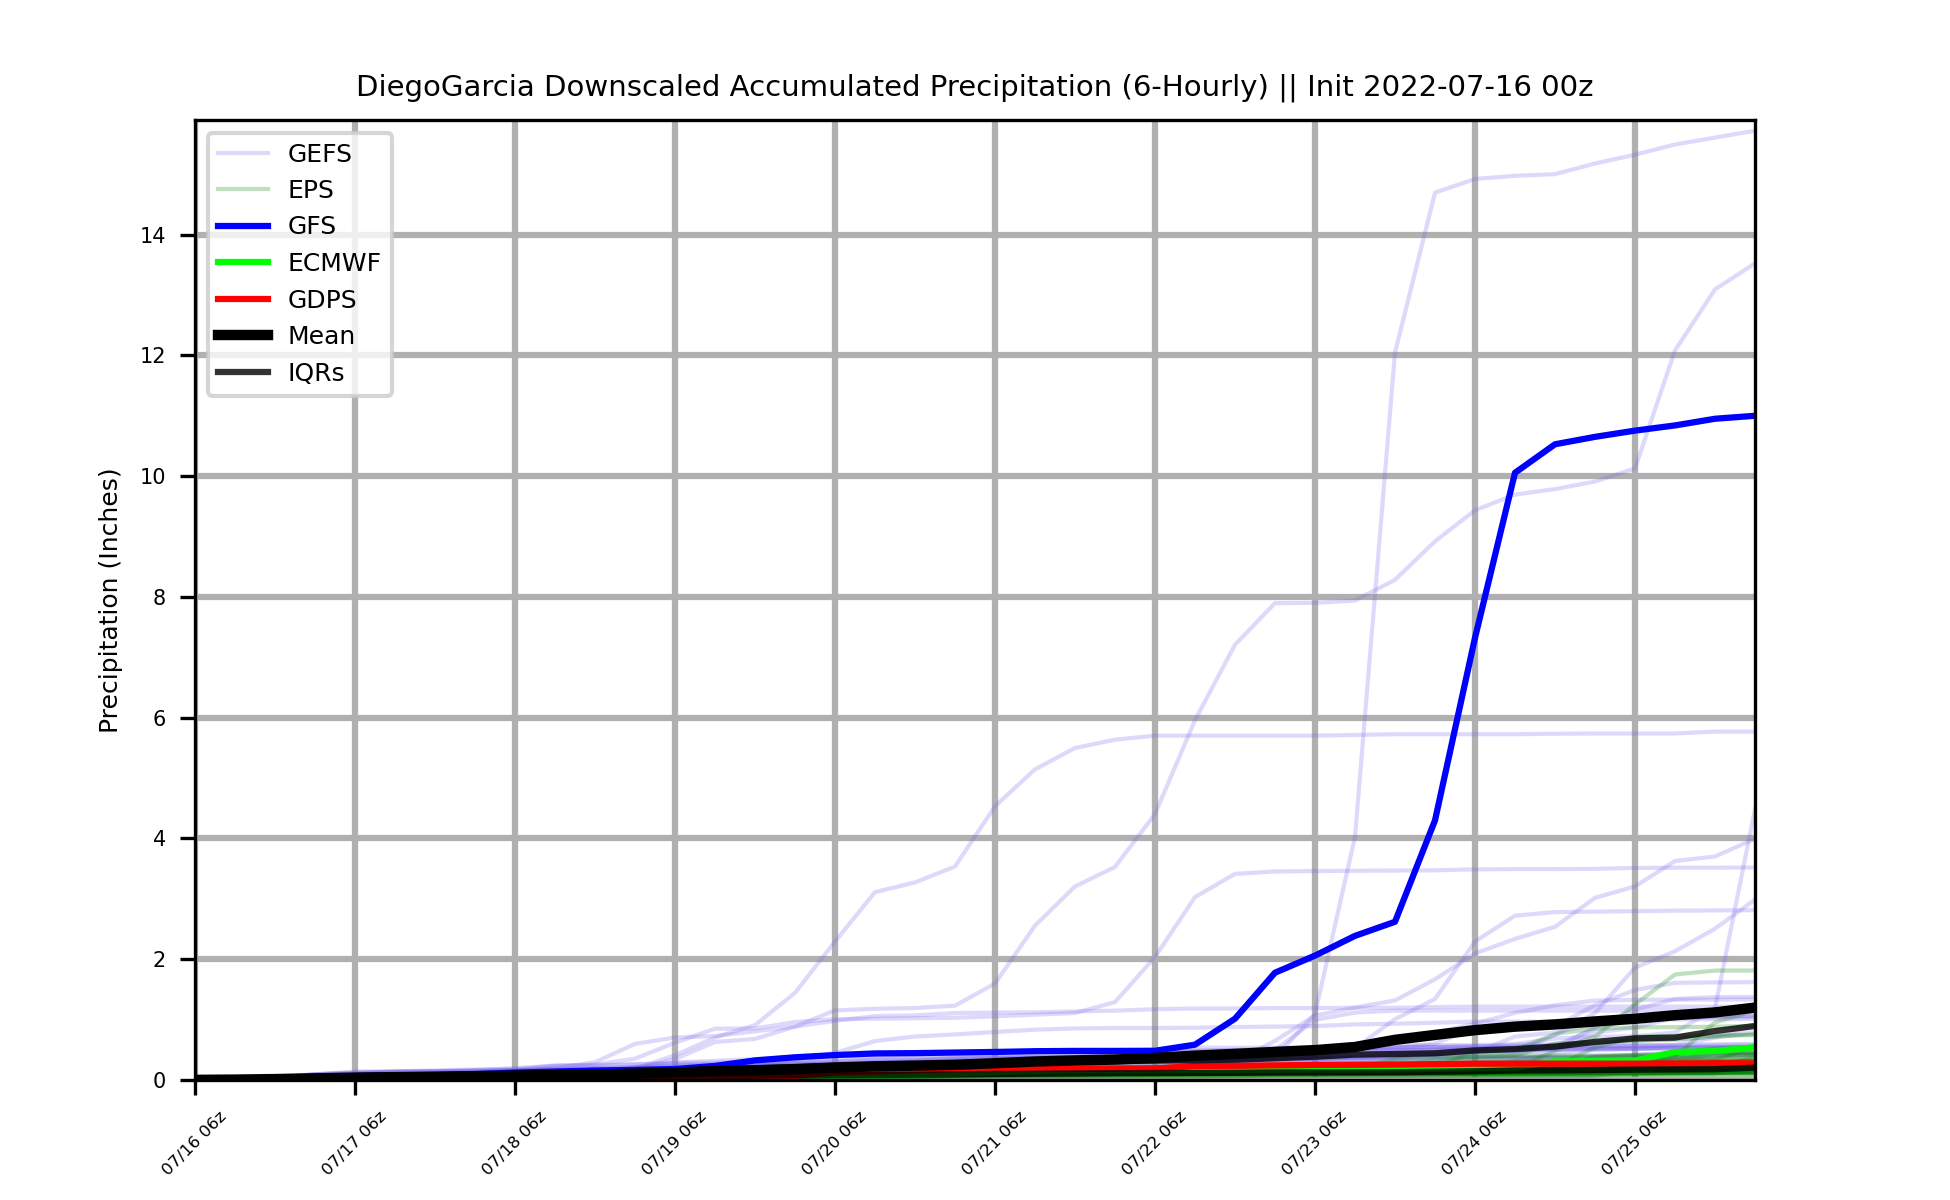 DiegoGarcia Downscaled Accumulated Precipitation (6-Hourly) || Init 2022-07-16 00z
GEFS
EPS
GFS
ECMWF
GDPS
Mean
IQRs
Precipitation (Inches)
14
12
10
8
6
4
2
0
07/16 06z
07/17 06z
07/18 06z
07/19 06z
07/20 06z
07/21 06z
07/22 06z
07/23 06z
07/24 06z
07/25 06z